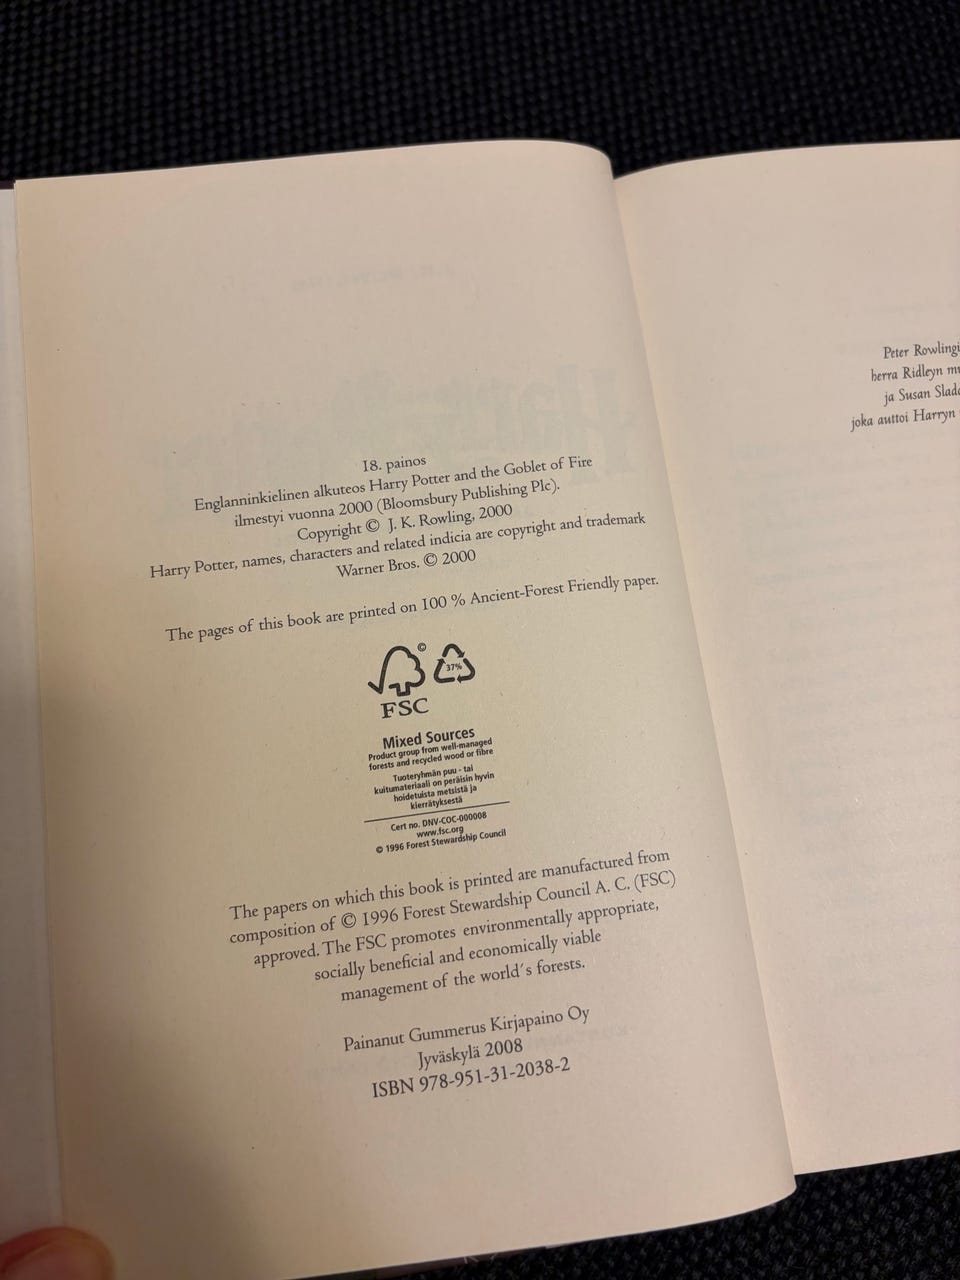 18. painos
Englanninkielinen alkuteos Harry Potter and the Goblet of Fire
ilmestyi vuonna 2000 (Bloomsbury Publishing Plc).
Copyright © J. K. Rowling, 2000
Harry Potter, names, characters and related indicia are copyright and trademark
Warner Bros. © 2000
The pages of this book are printed on 100 % Ancient-Forest Friendly paper.
©
37%
FSC
Mixed Sources
Product group from well-managed
forests and recycled wood or fibre
Tuoteryhmän puu - tai
kuitumateriaali on peräisin hyvin
hoidetuista metsistä ja
kierrätyksestä
Cert no. DNV-COC-000008
www.fsc.org
© 1996 Forest Stewardship Council
The papers on which this book is printed are manufactured from
composition of © 1996 Forest Stewardship Council A. C. (FSC)
approved. The FSC promotes environmentally appropriate,
socially beneficial and economically viable
management of the world's forests.
Painanut Gummerus Kirjapaino Oy
Jyväskylä 2008
ISBN 978-951-31-2038-2
Peter Rowlingi
herra Ridleyn
ja Susan
joka auttoi Harryn